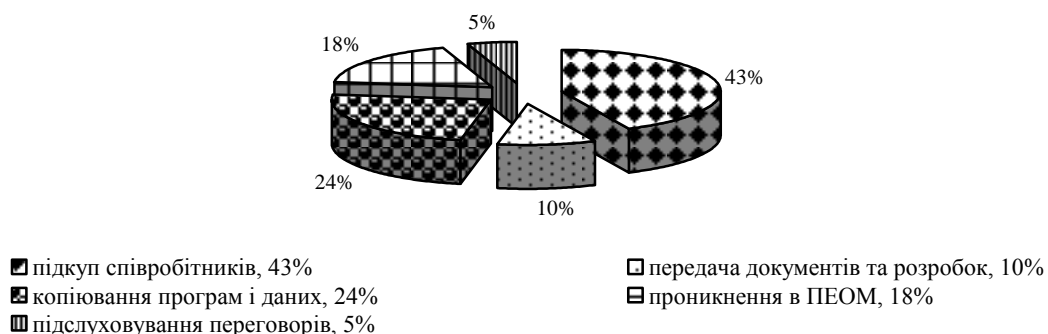 5%
18%
43%
24%
10%
підкуп співробітників, 43%
передача документів та розробок, 10%
копіювання програм і даних, 24%
проникнення в ПЕОМ, 18%
підслуховування переговорів, 5%